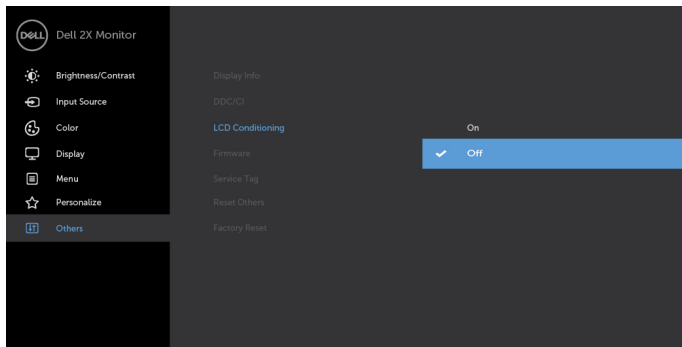 DELL
Dell 2X Monitor
Brightness/Contrast
Input Source
Color
Display
Menu
Personalize
Others
Display Info
DDC/CI
LCD Conditioning
Firmware
Service Tag
Reset Others
Factory Reset
On
Off